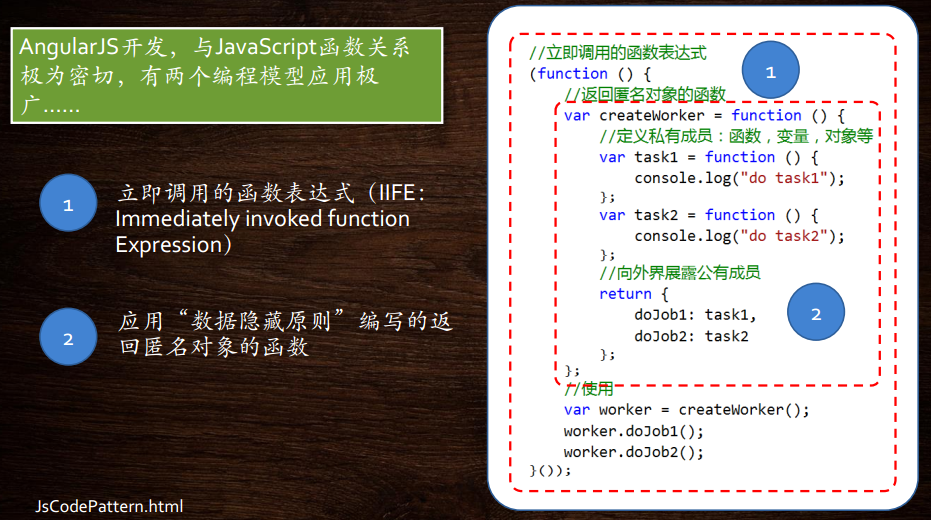 AngularJS开发，与JavaScript函数关系
极为密切，有两个编程模型应用极
广……
1
立即调用的函数表达式（IIFE：
Immediately invoked function
Expression）
2
应用“数据隐藏原则”编写的返
回匿名对象的函数
JsCodePattern.html
//立即调用的函数表达式
(function () {
1
//返回匿名对象的函数
var createWorker = function () {
//定义私有成员：函数，变量，对象等
var task1 = function () {
console.log("do task1");
};
var task2 = function () {
console.log("do task2");
};
//向外界展露公有成员
return {
doJob1: task1,
2
doJob2: task2
};
};
//使用
var worker = createWorker();
worker.doJob1();
worker.doJob2();
}());